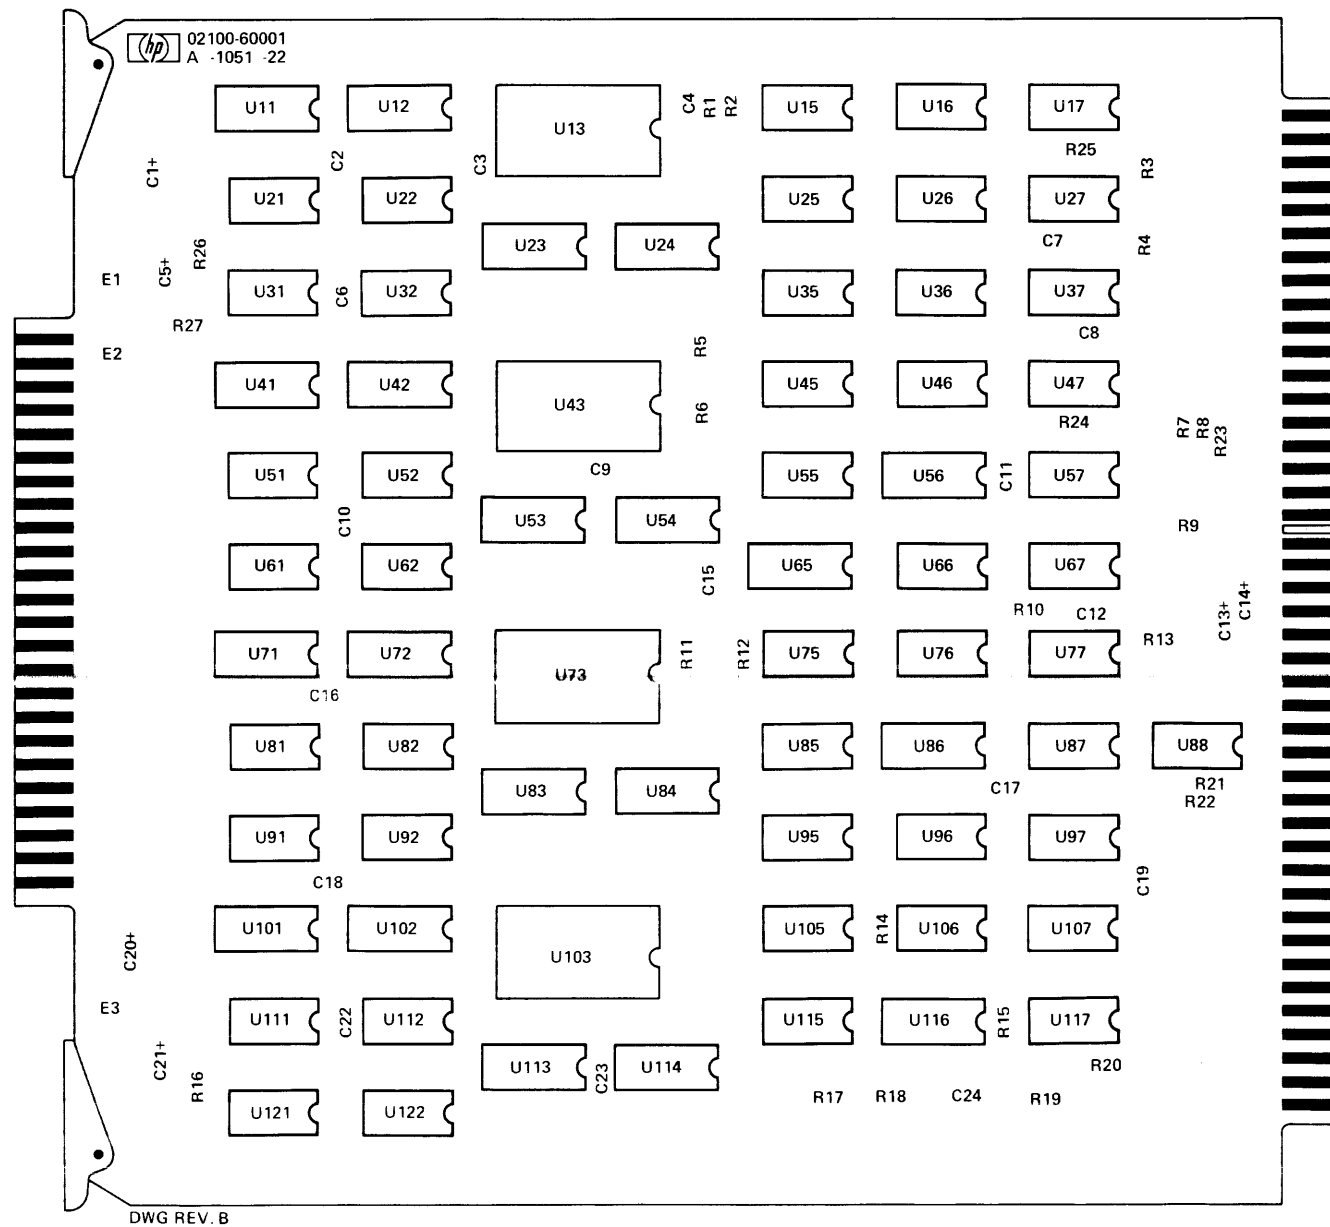 hp 02100-60001
A -1051 -22
U11 U12 U13 C4 R1 R2 U15 U16 U17
C1+ C2 C3 R25 R3
U21 U22 U25 U26 U27
R26 U23 U24 C7 R4
E1 C5+ U31 C6 U32 U35 U36 U37
R27 C8
E2 R5
U41 U42 U43 U45 U46 U47
R6 R24 R7 R8 R23
C9
U51 U52 U55 U56 C11 U57
C10 U53 U54 R9
U61 U62 C15 U65 U66 U67
R10 C12 C13+ C14+
U71 U72 U73 R11 R12 U75 U76 U77 R13
C16
U81 U82 U85 U86 U87 U88
U83 U84 C17 R21
R22
U91 U92 U95 U96 U97
C18 C19
U101 U102 U103 U105 R14 U106 U107
C20+
E3
U111 C22 U112 U115 U116 R15 U117
C21+ U113 C23 U114 R20
R16 R17 R18 C24 R19
U121 U122
DWG REV. B